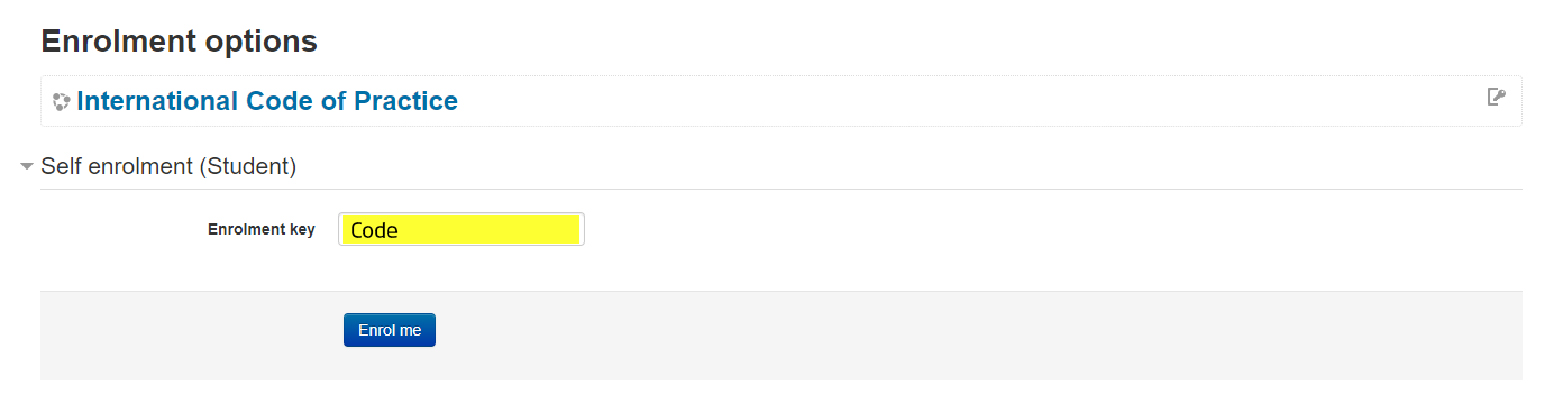 Enrolment options
International Code of Practice
Self enrolment (Student)
Enrolment key Code
Enrol me